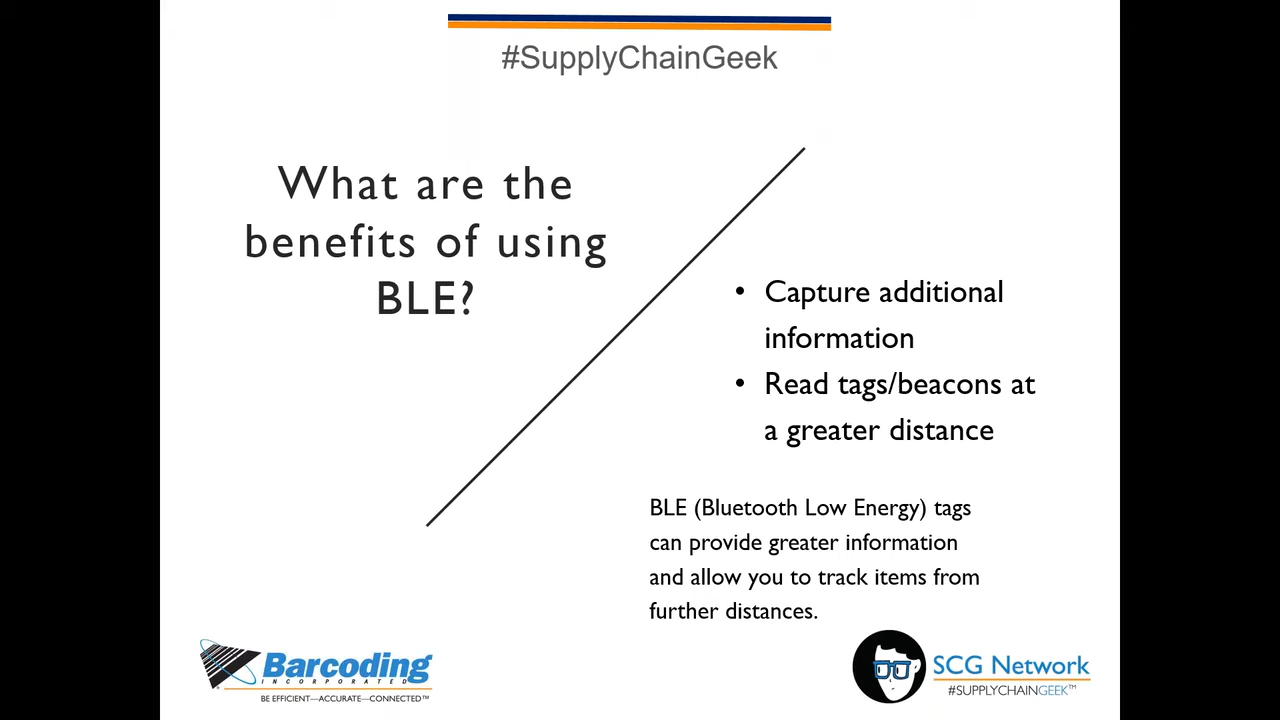 #SupplyChainGeek
What are the
benefits of using
BLE?
• Capture additional
information
• Read tags/beacons at
a greater distance
BLE (Bluetooth Low Energy) tags
can provide greater information
and allow you to track items from
further distances.
Barcoding
INCORPORATED
BE EFFICIENT—ACCURATE—CONNECTED™
SCG Network
#SUPPLYCHAINGEEK™